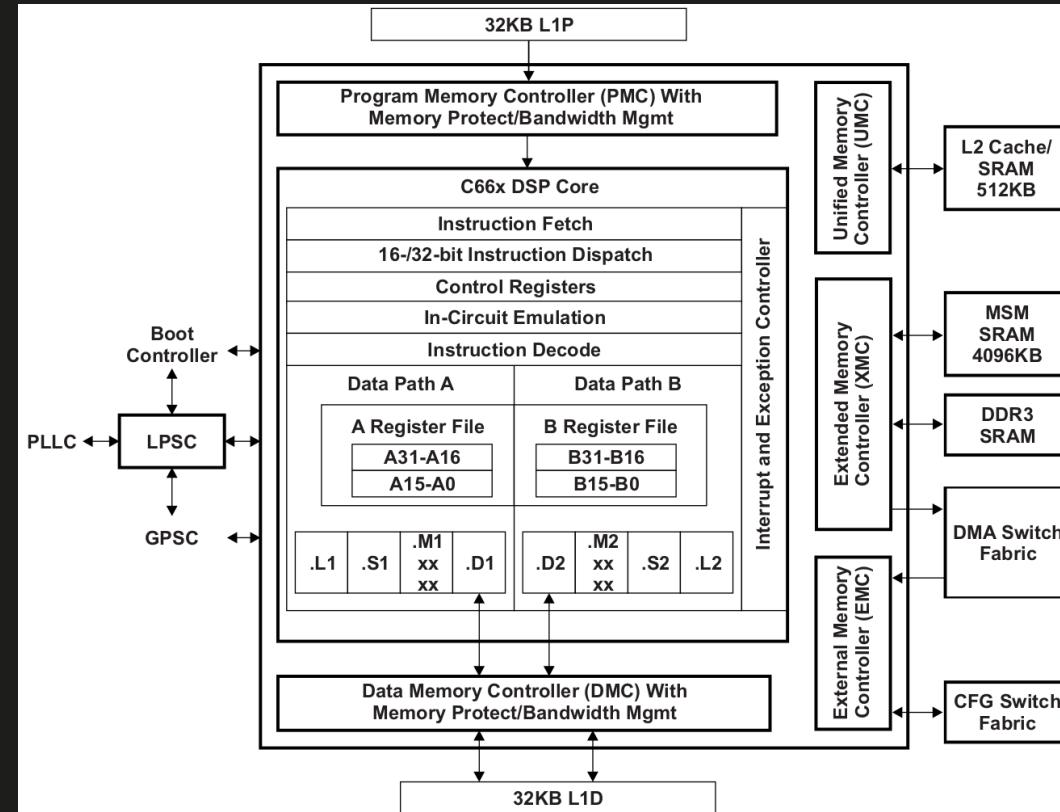 32KB L1P
Program Memory Controller (PMC) With
Memory Protect/Bandwidth Mgmt
C66x DSP Core
Instruction Fetch
16-/32-bit Instruction Dispatch
Control Registers
In-Circuit Emulation
Instruction Decode
Data Path A
Data Path B
A Register File
B Register File
A31-A16
A15-A0
B31-B16
B15-B0
.L1
.S1
.M1
xx
xx
.D1
.D2
.M2
xx
xx
.S2
.L2
Interrupt and Exception Controller
Data Memory Controller (DMC) With
Memory Protect/Bandwidth Mgmt
32KB L1D
Boot
Controller
PLLC
LPSC
GPSC
Unified Memory
Controller (UMC)
Extended Memory
Controller (XMC)
External Memory
Controller (EMC)
L2 Cache/
SRAM
512KB
MSM
SRAM
4096KB
DDR3
SRAM
DMA Switch
Fabric
CFG Switch
Fabric